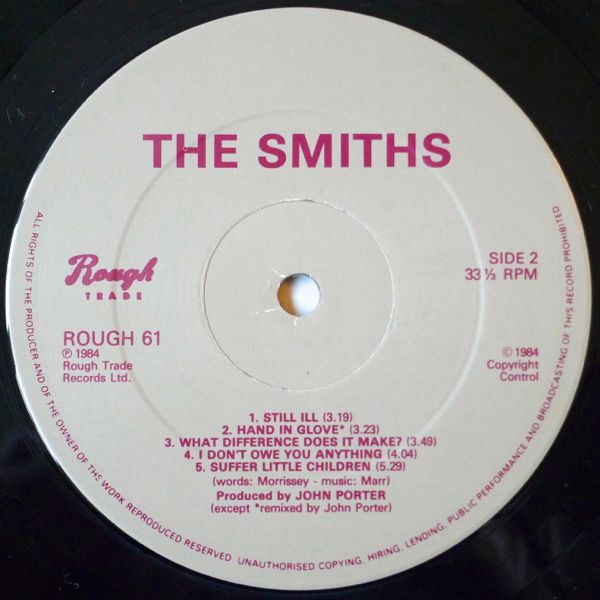 THE SMITHS
Rough
TRADE
ROUGH 61
℗ 1984
Rough Trade
Records Ltd.
SIDE 2
33⅓ RPM
© 1984
Copyright
Control
1. STILL ILL (3.19)
2. HAND IN GLOVE* (3.23)
3. WHAT DIFFERENCE DOES IT MAKE? (3.49)
4. I DON'T OWE YOU ANYTHING (4.04)
5. SUFFER LITTLE CHILDREN (5.29)
(words: Morrissey - music: Marr)
Produced by JOHN PORTER
(except *remixed by John Porter)
ALL RIGHTS OF THE PRODUCER AND OF THE OWNER OF THE WORK REPRODUCED RESERVED. UNAUTHORISED COPYING, HIRING, LENDING, PUBLIC PERFORMANCE AND BROADCASTING OF THIS RECORD PROHIBITED